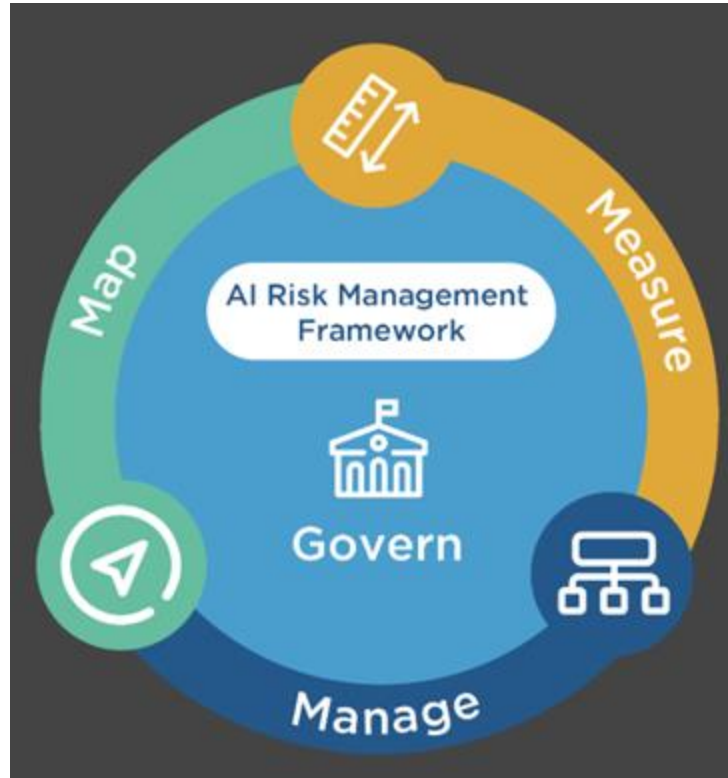 Map
Measure
AI Risk Management
Framework
Govern
Manage